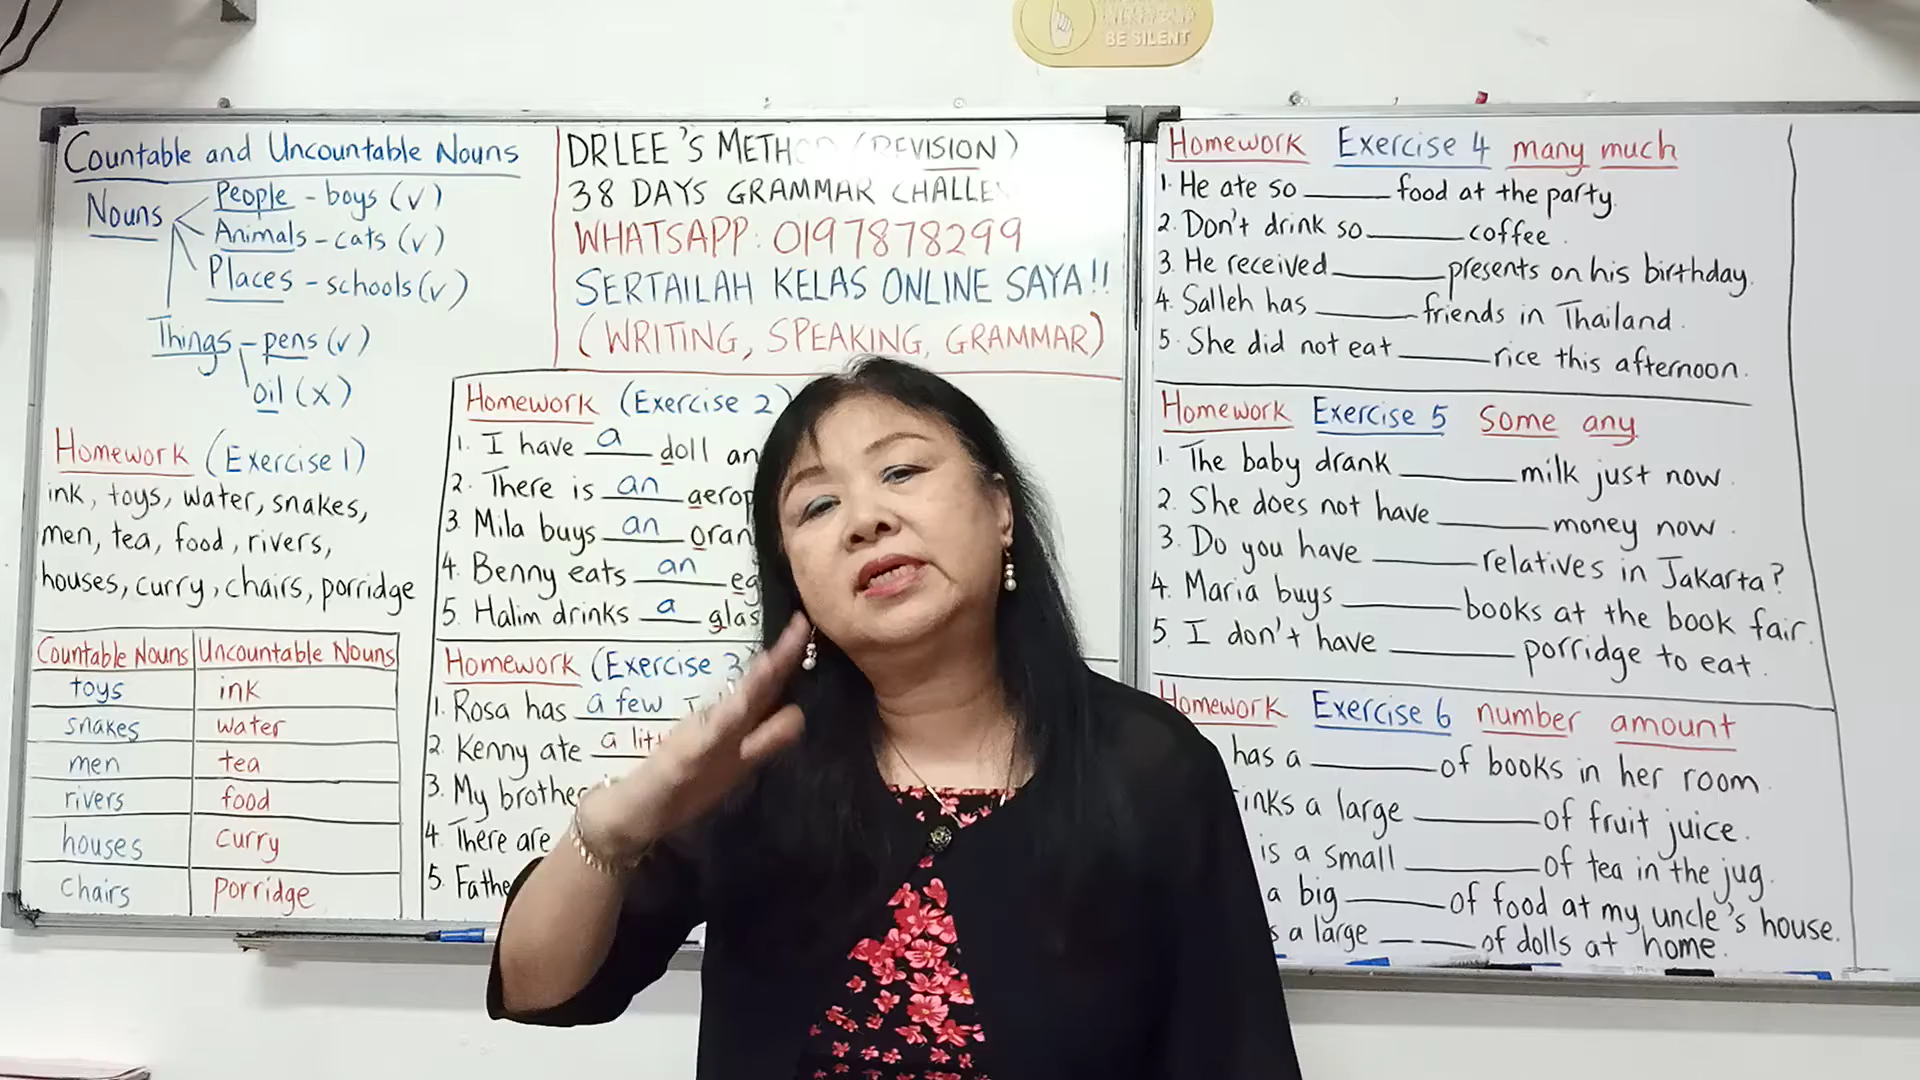 BE SILENT
Countable and Uncountable Nouns
Nouns
People - boys (v)
Animals - cats (v)
Places - schools (v)
Things - pens (v)
oil (x)
Homework (Exercise 1)
ink, toys, water, snakes,
men, tea, food, rivers,
houses, curry, chairs, porridge
Countable Nouns Uncountable Nouns
toys ink
snakes water
men tea
rivers food
houses curry
chairs porridge
DRLEE'S METHOD (REVISION)
38 DAYS GRAMMAR CHALLE
WHATSAPP: 0197878299
SERTAILAH KELAS ONLINE SAYA!!
(WRITING, SPEAKING, GRAMMAR)
Homework (Exercise 2)
1. I have a doll an
2. There is an aerop
3. Mila buys an oran
4. Benny eats an eg
5. Halim drinks a glas
Homework (Exercise 3
1. Rosa has a few
2. Kenny ate a litt
3. My brother
4. There are
5. Fathe
Homework Exercise 4 many much
1. He ate so ______ food at the party.
2. Don't drink so ______ coffee.
3. He received ______ presents on his birthday.
4. Salleh has ______ friends in Thailand.
5. She did not eat ______ rice this afternoon.
Homework Exercise 5 some any
1. The baby drank ______ milk just now.
2. She does not have ______ money now.
3. Do you have ______ relatives in Jakarta?
4. Maria buys ______ books at the book fair.
5. I don't have ______ porridge to eat.
Homework Exercise 6 number amount
has a ______ of books in her room.
inks a large ______ of fruit juice.
is a small ______ of tea in the jug.
a big ______ of food at my uncle's house.
s a large ______ of dolls at home.